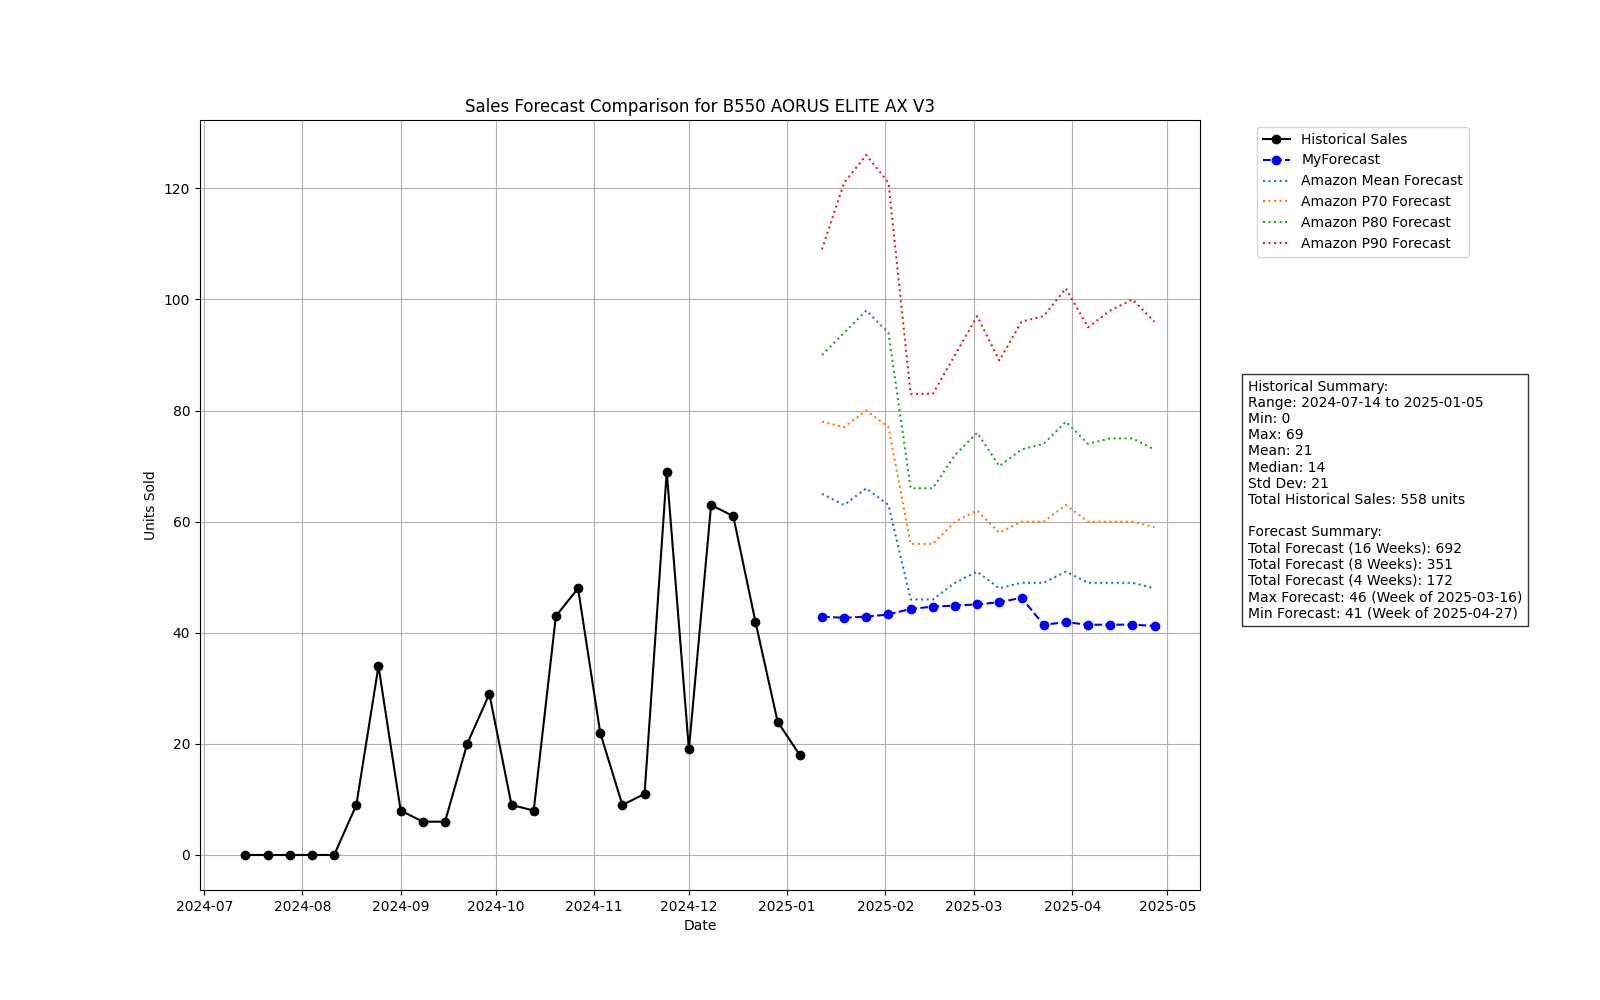 Sales Forecast Comparison for B550 AORUS ELITE AX V3
Units Sold
120
100
80
60
40
20
0
2024-07
2024-08
2024-09
2024-10
2024-11
2024-12
2025-01
2025-02
2025-03
2025-04
2025-05
Date
Historical Sales
MyForecast
Amazon Mean Forecast
Amazon P70 Forecast
Amazon P80 Forecast
Amazon P90 Forecast
Historical Summary:
Range: 2024-07-14 to 2025-01-05
Min: 0
Max: 69
Mean: 21
Median: 14
Std Dev: 21
Total Historical Sales: 558 units
Forecast Summary:
Total Forecast (16 Weeks): 692
Total Forecast (8 Weeks): 351
Total Forecast (4 Weeks): 172
Max Forecast: 46 (Week of 2025-03-16)
Min Forecast: 41 (Week of 2025-04-27)